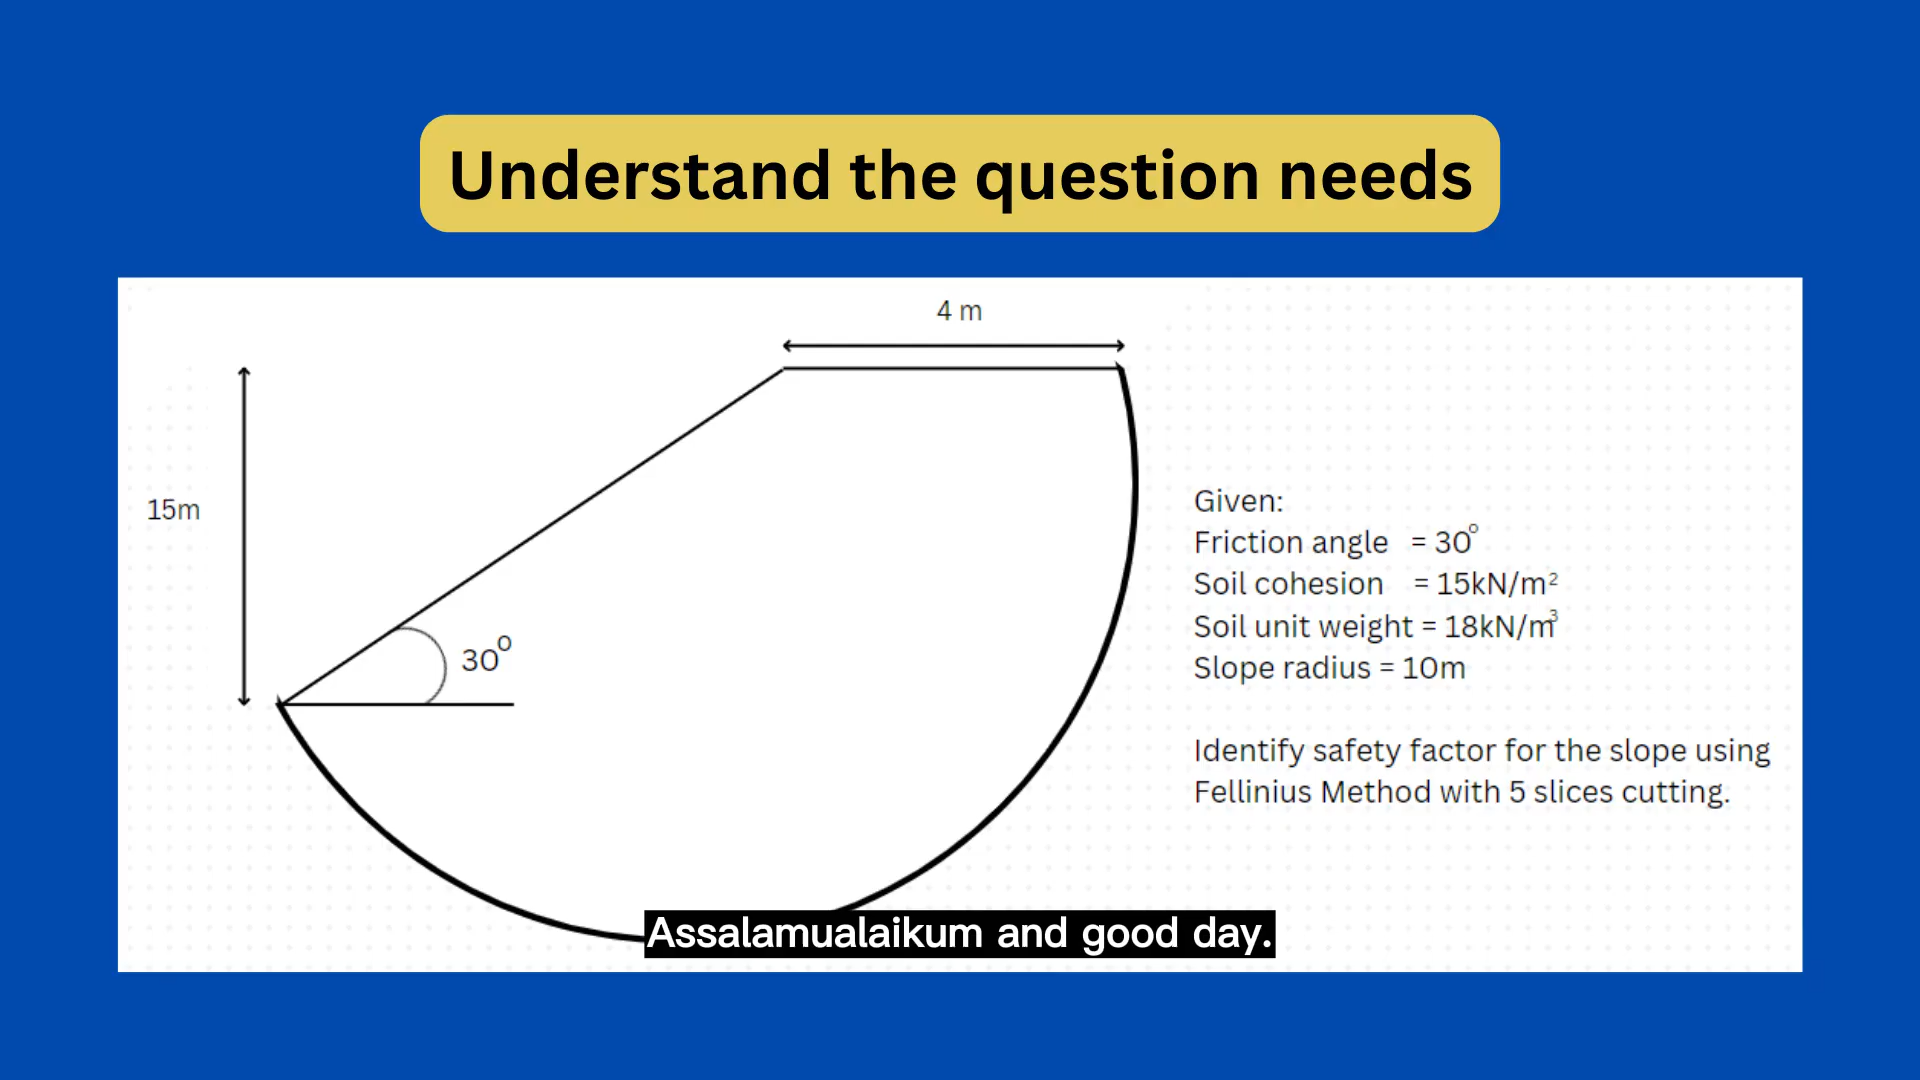 Understand the question needs
4 m
15m
30°
Given:
Friction angle = 30°
Soil cohesion = 15kN/m²
Soil unit weight = 18kN/m³
Slope radius = 10m
Identify safety factor for the slope using
Fellinius Method with 5 slices cutting.
Assalamualaikum and good day.